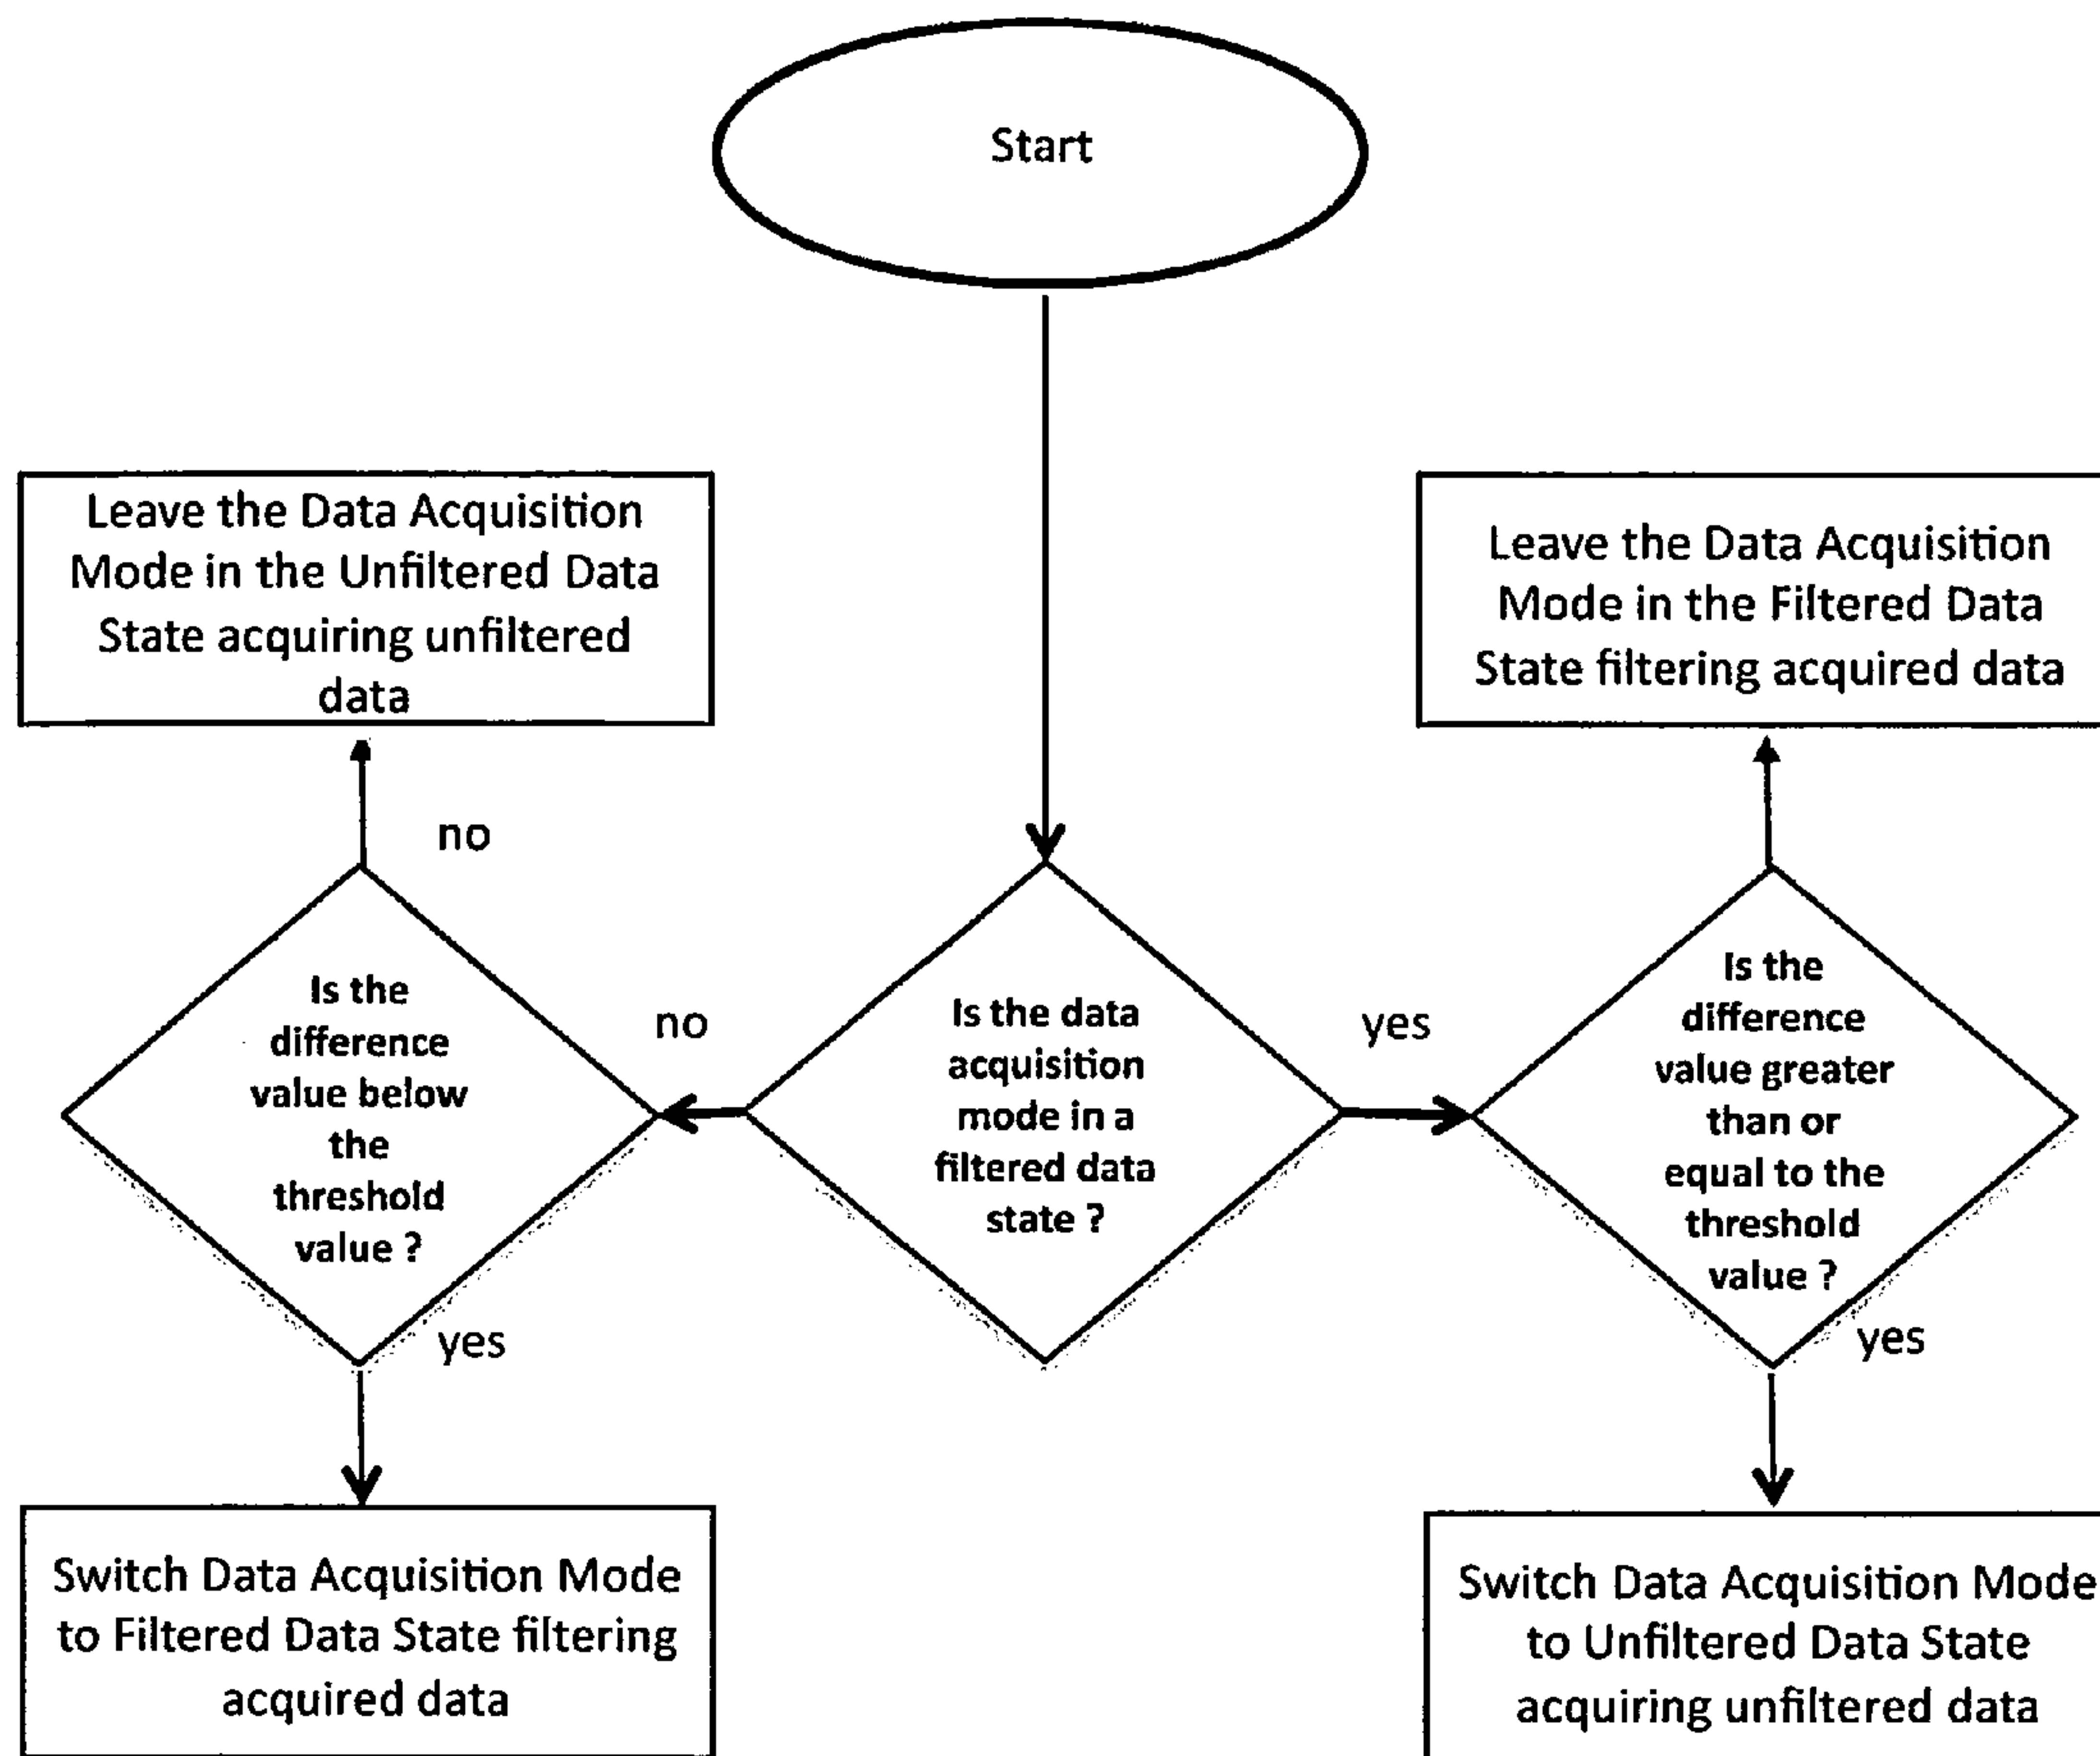 Start
Leave the Data Acquisition
Mode in the Unfiltered Data
State acquiring unfiltered
data
Leave the Data Acquisition
Mode in the Filtered Data
State filtering acquired data
no
Is the
difference
value below
the
threshold
value ?
no
Is the data
acquisition
mode in a
filtered data
state ?
yes
Is the
difference
value greater
than or
equal to the
threshold
value ?
yes
yes
Switch Data Acquisition Mode
to Filtered Data State filtering
acquired data
Switch Data Acquisition Mode
to Unfiltered Data State
acquiring unfiltered data